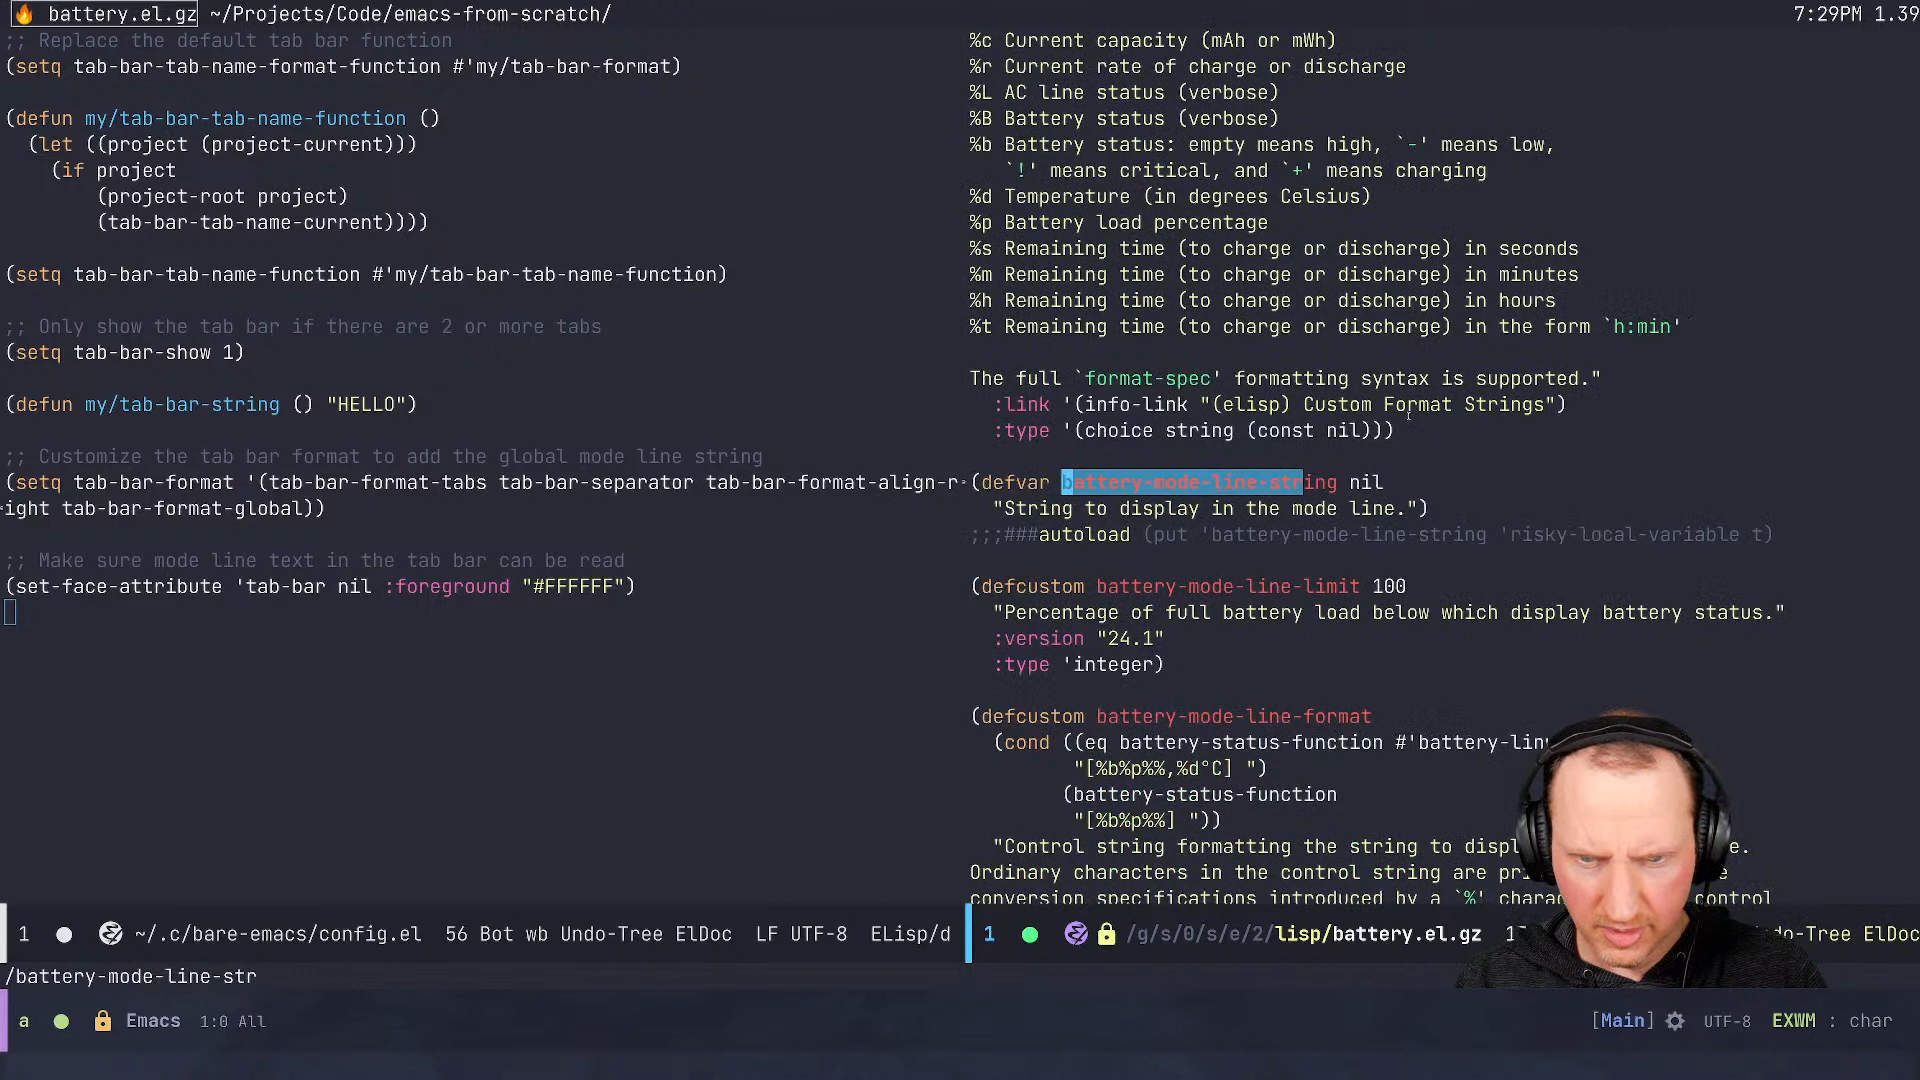 🔥 battery.el.gz ~/Projects/Code/emacs-from-scratch/
7:29PM 1.39
;; Replace the default tab bar function
(setq tab-bar-tab-name-format-function #'my/tab-bar-format)
(defun my/tab-bar-tab-name-function ()
(let ((project (project-current)))
(if project
(project-root project)
(tab-bar-tab-name-current))))
(setq tab-bar-tab-name-function #'my/tab-bar-tab-name-function)
;; Only show the tab bar if there are 2 or more tabs
(setq tab-bar-show 1)
(defun my/tab-bar-string () "HELLO")
;; Customize the tab bar format to add the global mode line string
(setq tab-bar-format '(tab-bar-format-tabs tab-bar-separator tab-bar-format-align-r
ight tab-bar-format-global))
;; Make sure mode line text in the tab bar can be read
(set-face-attribute 'tab-bar nil :foreground "#FFFFFF")
1 ~/.c/bare-emacs/config.el 56 Bot wb Undo-Tree ElDoc LF UTF-8 ELisp/d
%c Current capacity (mAh or mWh)
%r Current rate of charge or discharge
%L AC line status (verbose)
%B Battery status (verbose)
%b Battery status: empty means high, `-' means low,
`!' means critical, and `+' means charging
%d Temperature (in degrees Celsius)
%p Battery load percentage
%s Remaining time (to charge or discharge) in seconds
%m Remaining time (to charge or discharge) in minutes
%h Remaining time (to charge or discharge) in hours
%t Remaining time (to charge or discharge) in the form `h:min'
The full `format-spec' formatting syntax is supported."
:link '(info-link "(elisp) Custom Format Strings")
:type '(choice string (const nil)))
(defvar battery-mode-line-string nil
"String to display in the mode line.")
;;;###autoload (put 'battery-mode-line-string 'risky-local-variable t)
(defcustom battery-mode-line-limit 100
"Percentage of full battery load below which display battery status."
:version "24.1"
:type 'integer)
(defcustom battery-mode-line-format
(cond ((eq battery-status-function #'battery-linu
"[%b%p%%,%d°C] ")
(battery-status-function
"[%b%p%%] "))
"Control string formatting the string to displ e.
Ordinary characters in the control string are pri e
conversion specifications introduced by a `%' charac control
1 /g/s/0/s/e/2/lisp/battery.el.gz 1 do-Tree ElDoc
/battery-mode-line-str
a Emacs 1:0 All
[Main] UTF-8 EXWM : char